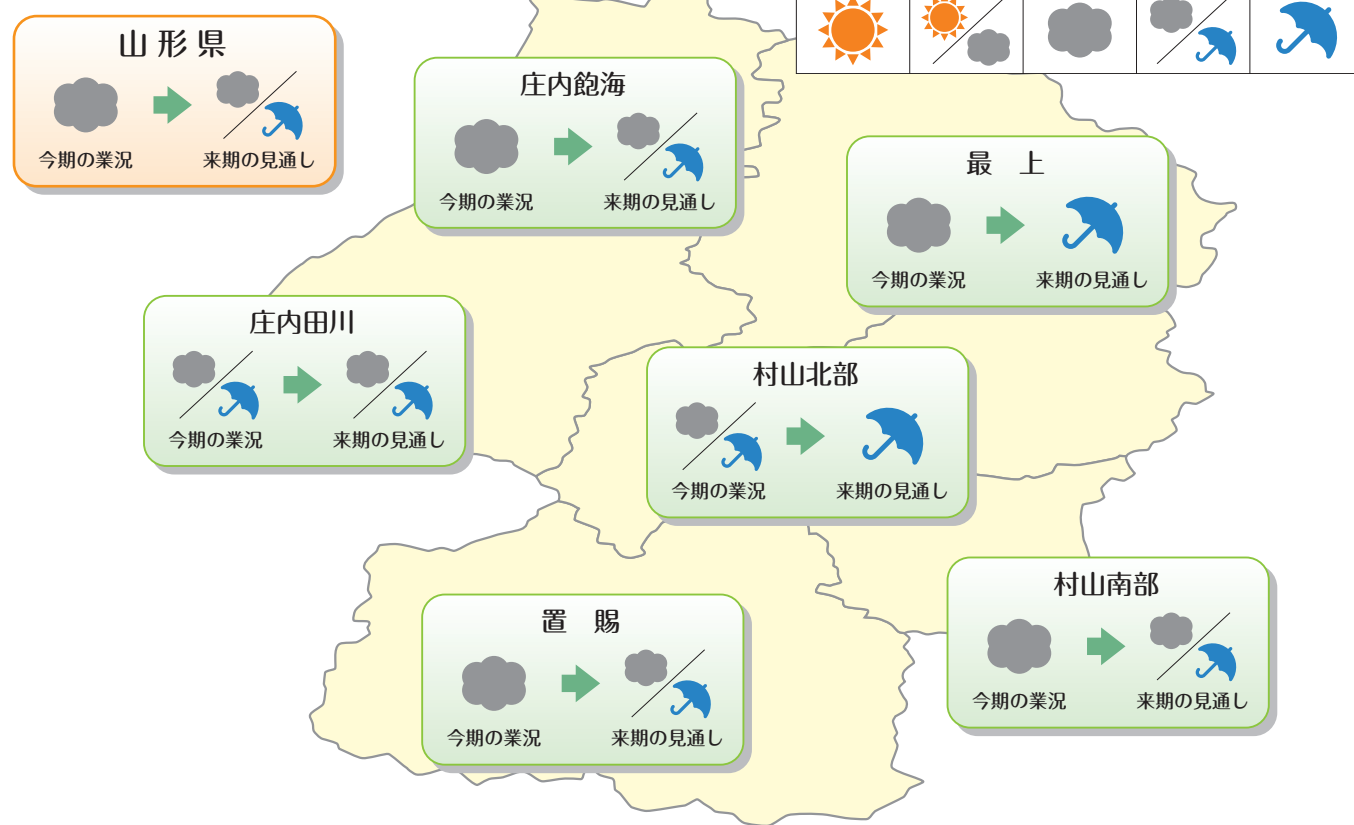 山形県
今期の業況 来期の見通し
庄内飽海
今期の業況 来期の見通し
最 上
今期の業況 来期の見通し
庄内田川
今期の業況 来期の見通し
村山北部
今期の業況 来期の見通し
置 賜
今期の業況 来期の見通し
村山南部
今期の業況 来期の見通し